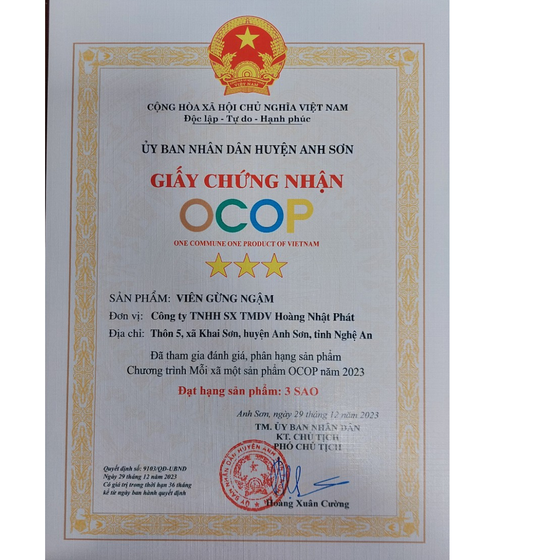 CỘNG HÒA XÃ HỘI CHỦ NGHĨA VIỆT NAM
Độc lập - Tự do - Hạnh phúc
ỦY BAN NHÂN DÂN HUYỆN ANH SƠN
GIẤY CHỨNG NHẬN
OCOP
ONE COMMUNE ONE PRODUCT OF VIETNAM
SẢN PHẨM: VIÊN GỪNG NGẬM
Đơn vị: Công ty TNHH SX TMDV Hoàng Nhật Phát
Địa chỉ: Thôn 5, xã Khai Sơn, huyện Anh Sơn, tỉnh Nghệ An
Đã tham gia đánh giá, phân hạng sản phẩm
Chương trình Mỗi xã một sản phẩm OCOP năm 2023
Đạt hạng sản phẩm: 3 SAO
Anh Sơn, ngày 29 tháng 12 năm 2023
TM. ỦY BAN NHÂN DÂN
KT. CHỦ TỊCH
PHÓ CHỦ TỊCH
Quyết định số: 9103/QĐ-UBND
Ngày 29 tháng 12 năm 2023
Có giá trị trong thời hạn 36 tháng
kể từ ngày ban hành quyết định
Hoàng Xuân Cường